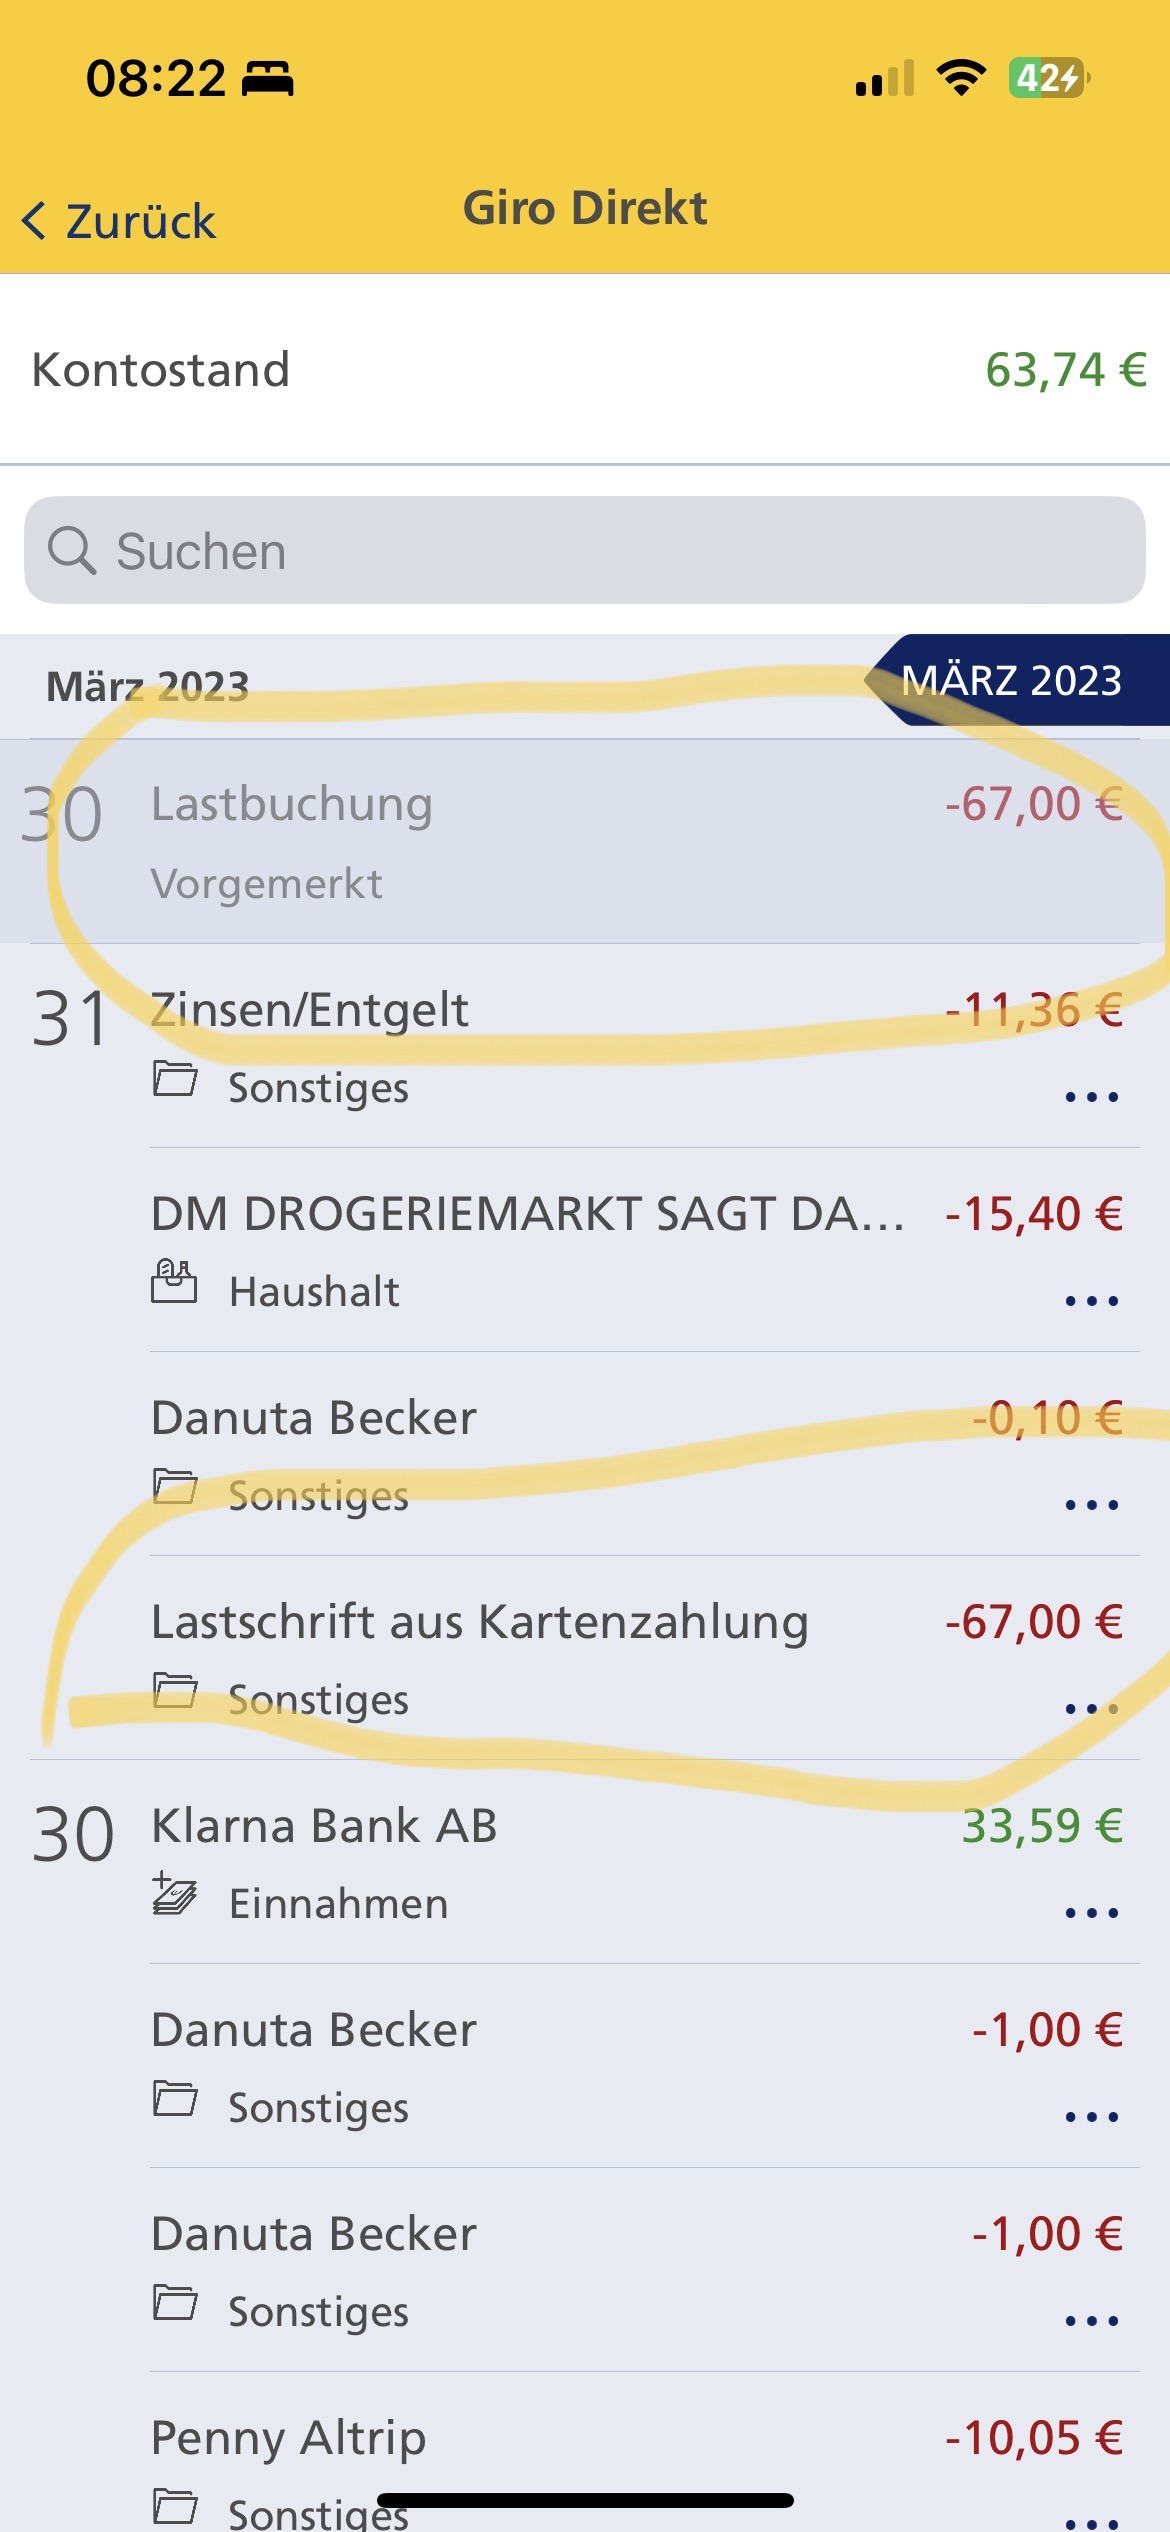 08:22
42
Zurück
Giro Direkt
Kontostand
63,74 €
Suchen
März 2023
MÄRZ 2023
30
Lastbuchung
-67,00 €
Vorgemerkt
31
Zinsen/Entgelt
-11,36 €
Sonstiges
...
DM DROGERIEMARKT SAGT DA...
-15,40 €
Haushalt
...
Danuta Becker
-0,10 €
Sonstiges
...
Lastschrift aus Kartenzahlung
-67,00 €
Sonstiges
...
30
Klarna Bank AB
33,59 €
Einnahmen
...
Danuta Becker
-1,00 €
Sonstiges
...
Danuta Becker
-1,00 €
Sonstiges
...
Penny Altrip
-10,05 €
Sonstiges
...